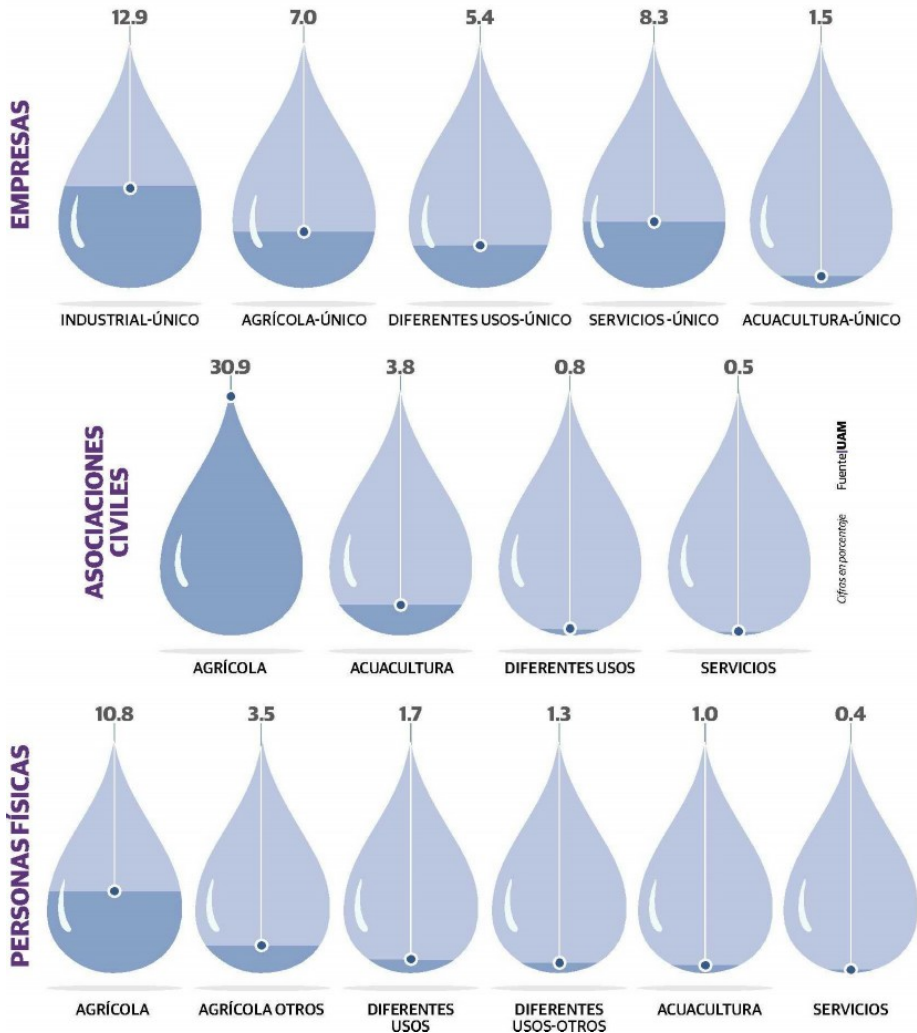 12.9 7.0 5.4 8.3 1.5
EMPRESAS
INDUSTRIAL-ÚNICO AGRÍCOLA-ÚNICO DIFERENTES USOS-ÚNICO SERVICIOS-ÚNICO ACUACULTURA-ÚNICO
30.9 3.8 0.8 0.5
ASOCIACIONES
CIVILES
AGRÍCOLA ACUACULTURA DIFERENTES USOS SERVICIOS
Cifras en porcentaje Fuente|UAM
10.8 3.5 1.7 1.3 1.0 0.4
PERSONAS FÍSICAS
AGRÍCOLA AGRÍCOLA OTROS DIFERENTES DIFERENTES ACUACULTURA SERVICIOS
USOS USOS-OTROS